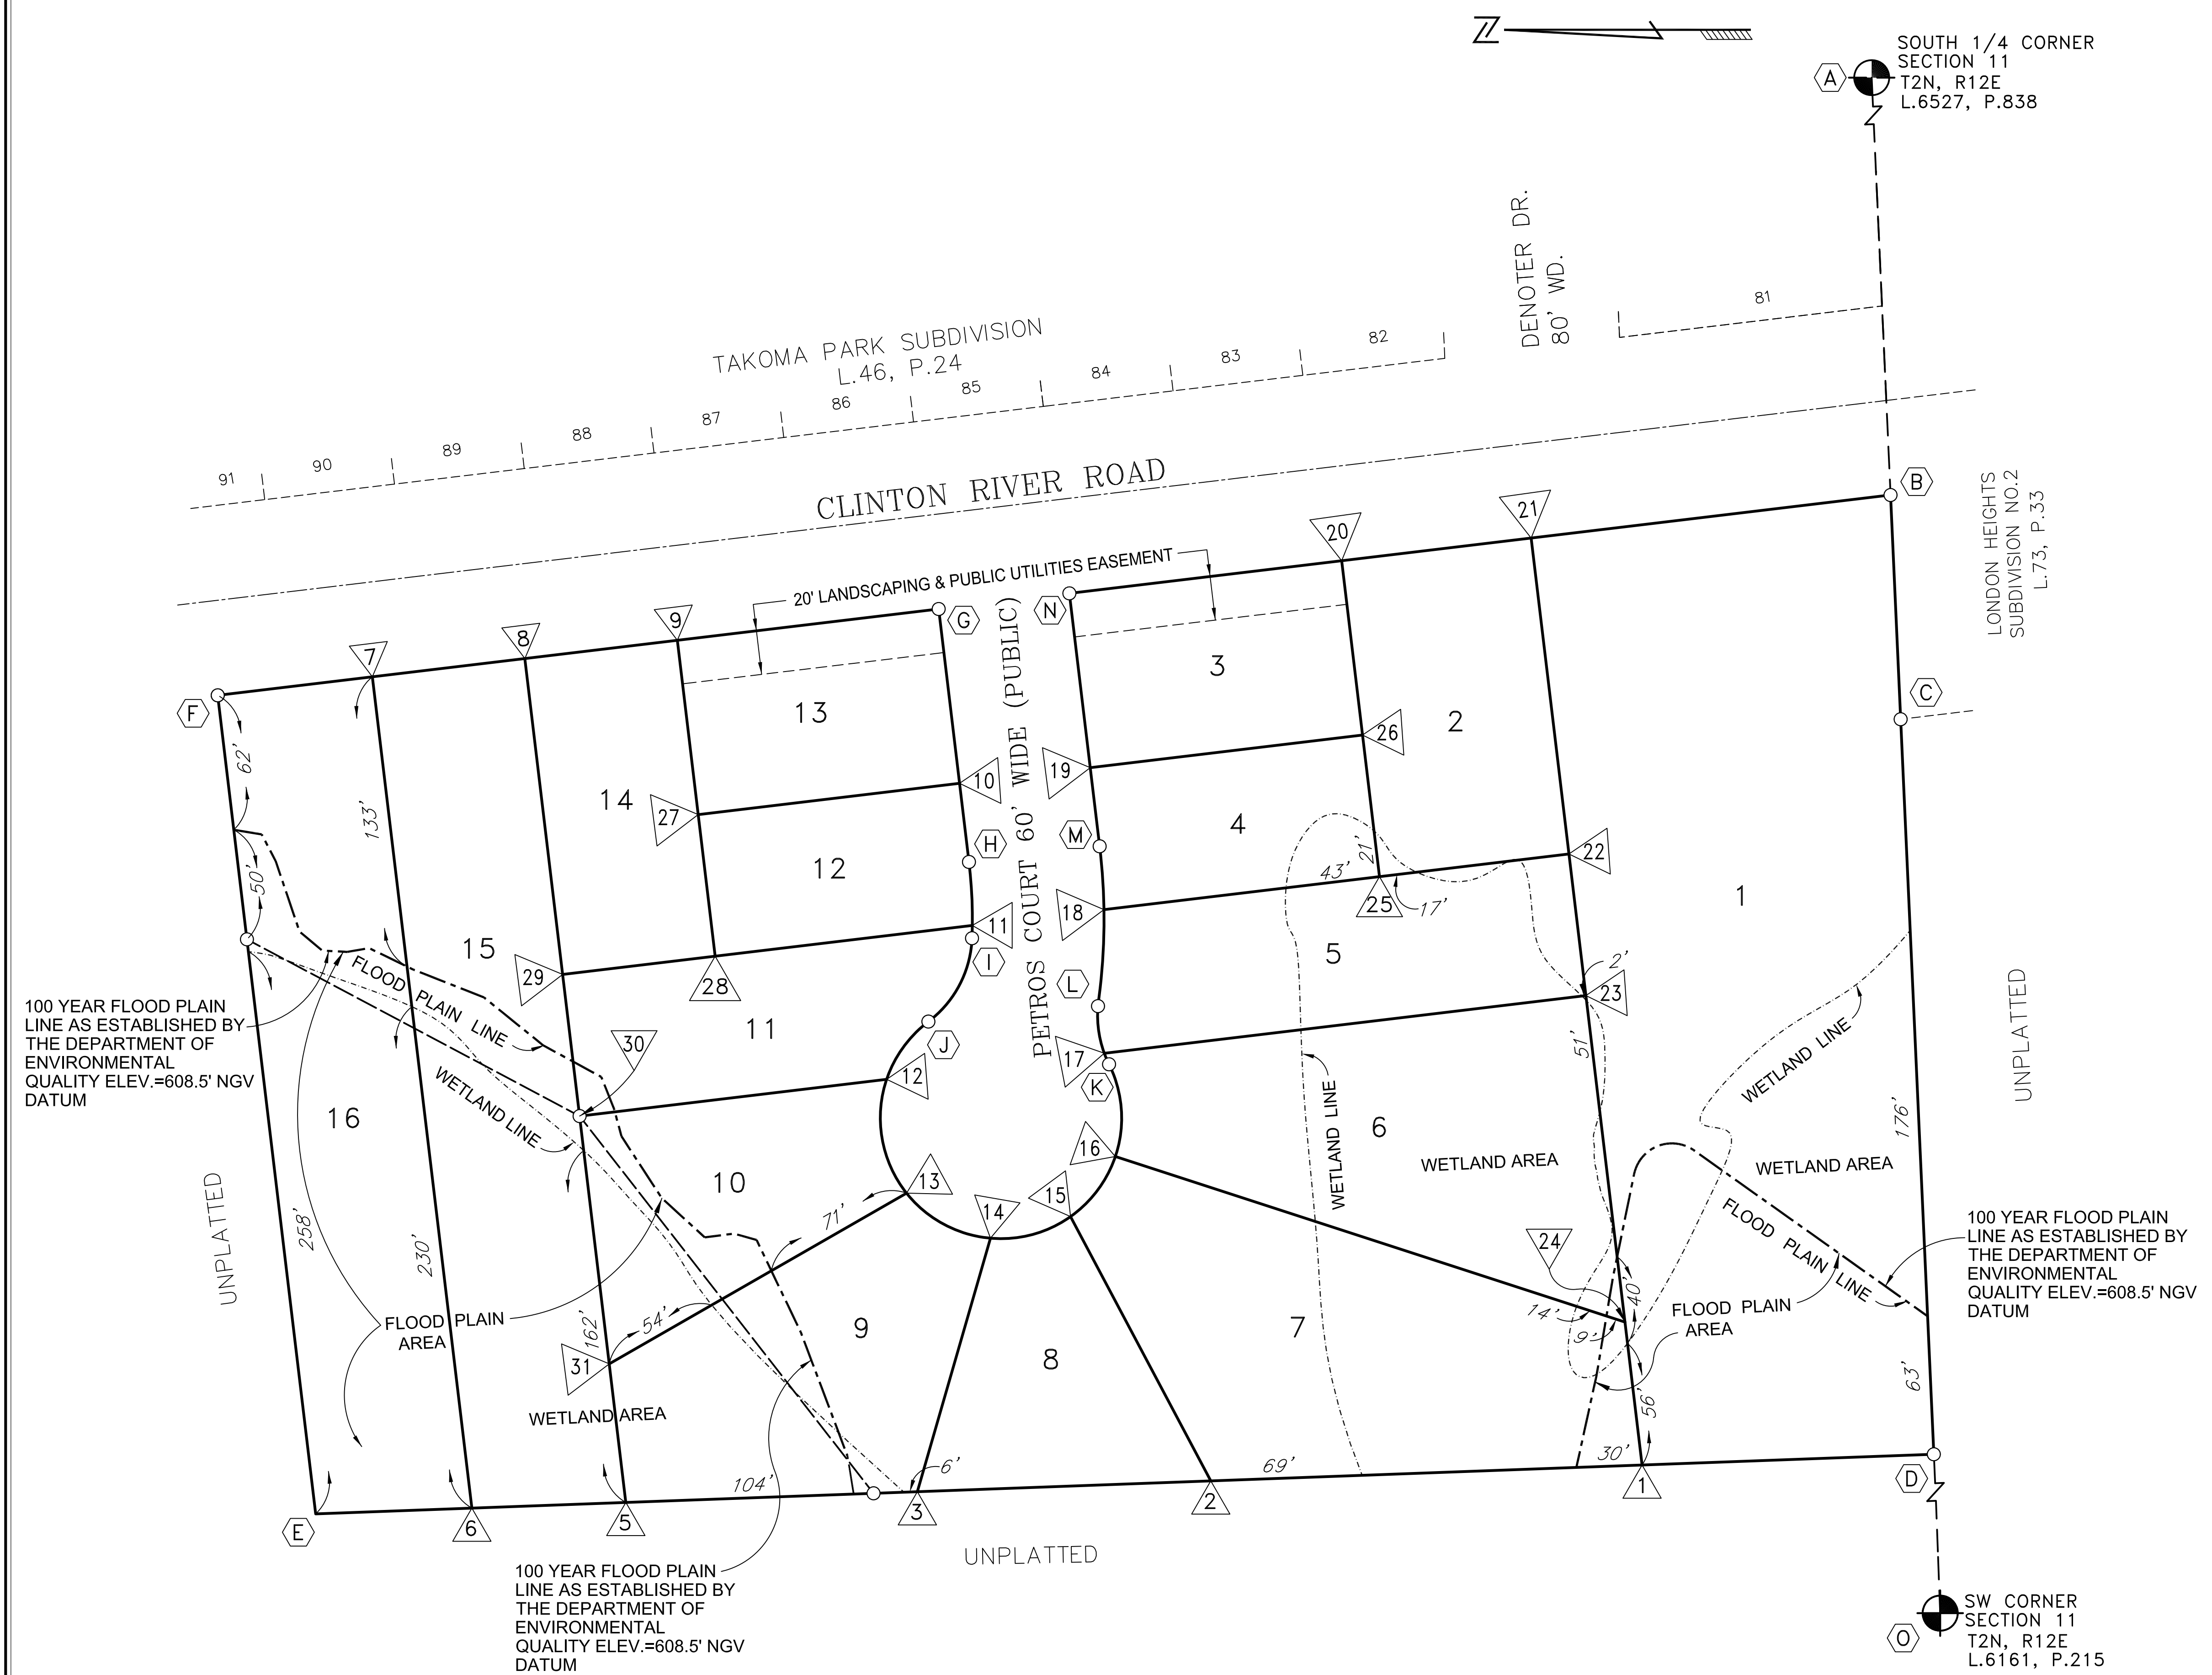 N
SOUTH 1/4 CORNER
SECTION 11
T2N, R12E
L.6527, P.838
A
DENOTER DR.
80' WD.
81
TAKOMA PARK SUBDIVISION
L.46, P.24
82
83
84
85
86
87
88
89
90
91
CLINTON RIVER ROAD
B
LONDON HEIGHTS
SUBDIVISION NO.2
L.73, P.33
C
21
20
20' LANDSCAPING & PUBLIC UTILITIES EASEMENT
N
G
9
8
7
F
62'
50'
133'
13
3
2
1
14
27
10
19
26
12
H
M
4
21'
43'
25
17'
22
18
11
I
28
29
15
5
2'
23
L
J
PETROS COURT 60' WIDE (PUBLIC)
11
30
12
17
K
51'
WETLAND LINE
UNPLATTED
176'
100 YEAR FLOOD PLAIN
LINE AS ESTABLISHED BY
THE DEPARTMENT OF
ENVIRONMENTAL
QUALITY ELEV.=608.5' NGV
DATUM
FLOOD PLAIN LINE
WETLAND LINE
16
10
13
14
15
16
6
WETLAND LINE
WETLAND AREA
WETLAND AREA
71'
UNPLATTED
258'
230'
FLOOD PLAIN
AREA
162'
54'
31
9
8
7
24
14'
9'
40'
FLOOD PLAIN LINE
FLOOD PLAIN
AREA
100 YEAR FLOOD PLAIN
LINE AS ESTABLISHED BY
THE DEPARTMENT OF
ENVIRONMENTAL
QUALITY ELEV.=608.5' NGV
DATUM
63'
56'
30'
WETLAND AREA
104'
6'
69'
E
6
5
3
2
1
D
UNPLATTED
100 YEAR FLOOD PLAIN
LINE AS ESTABLISHED BY
THE DEPARTMENT OF
ENVIRONMENTAL
QUALITY ELEV.=608.5' NGV
DATUM
O
SW CORNER
SECTION 11
T2N, R12E
L.6161, P.215